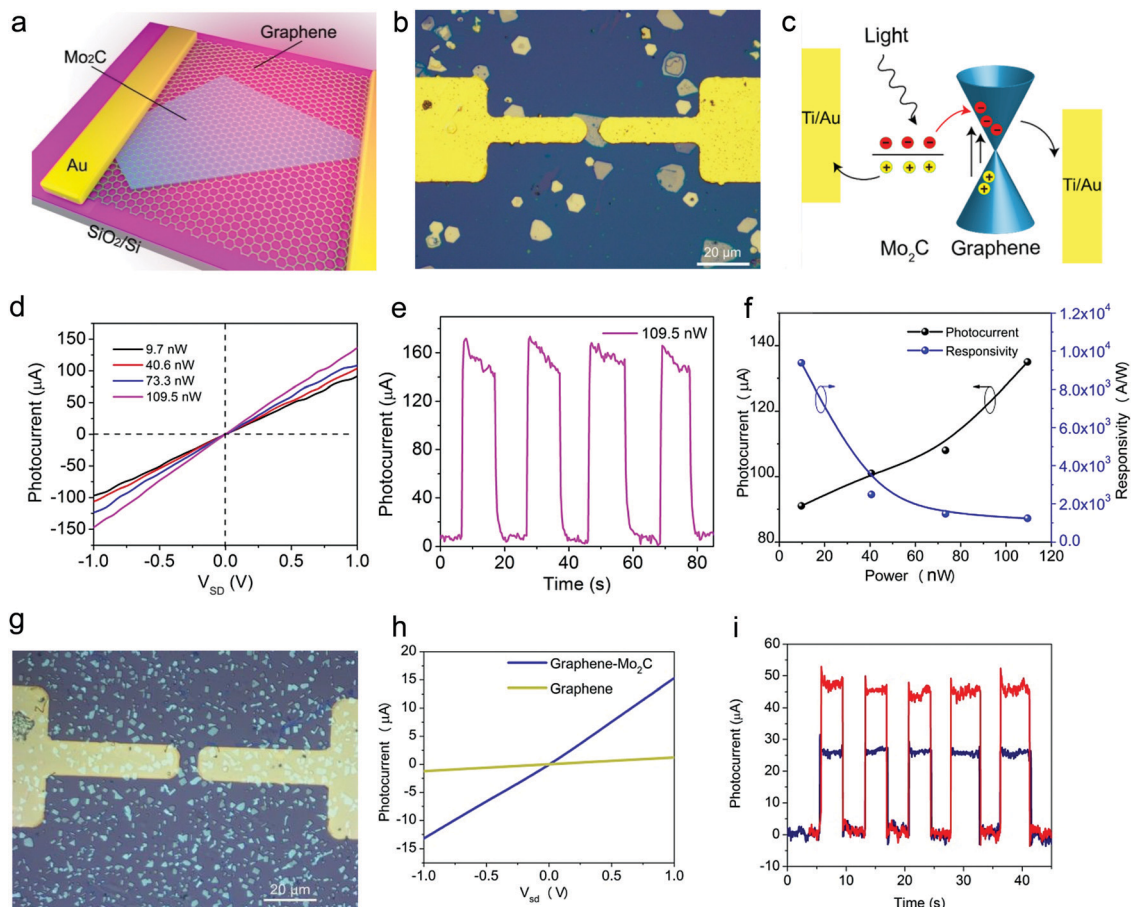 a
Graphene
Mo₂C
Au
SiO₂/Si
b
20 μm
c
Light
Ti/Au
Ti/Au
Mo₂C
Graphene
d
Photocurrent (μA)
150
100
50
0
-50
-100
-150
9.7 nW
40.6 nW
73.3 nW
109.5 nW
-1.0
-0.5
0.0
0.5
1.0
V_SD (V)
e
Photocurrent (μA)
160
120
80
40
0
109.5 nW
0
20
40
60
80
Time (s)
f
Photocurrent (μA)
140
120
100
80
Photocurrent
Responsivity
1.2x10⁴
1.0x10⁴
8.0x10³
6.0x10³
4.0x10³
2.0x10³
0.0
Responsivity (A/W)
0
20
40
60
80
100
120
Power (nW)
g
20 μm
h
Photocurrent (μA)
20
15
10
5
0
-5
-10
-15
Graphene-Mo₂C
Graphene
-1.0
-0.5
0.0
0.5
1.0
V_sd (V)
i
Photocurrent (μA)
60
50
40
30
20
10
0
-10
0
10
20
30
40
Time (s)